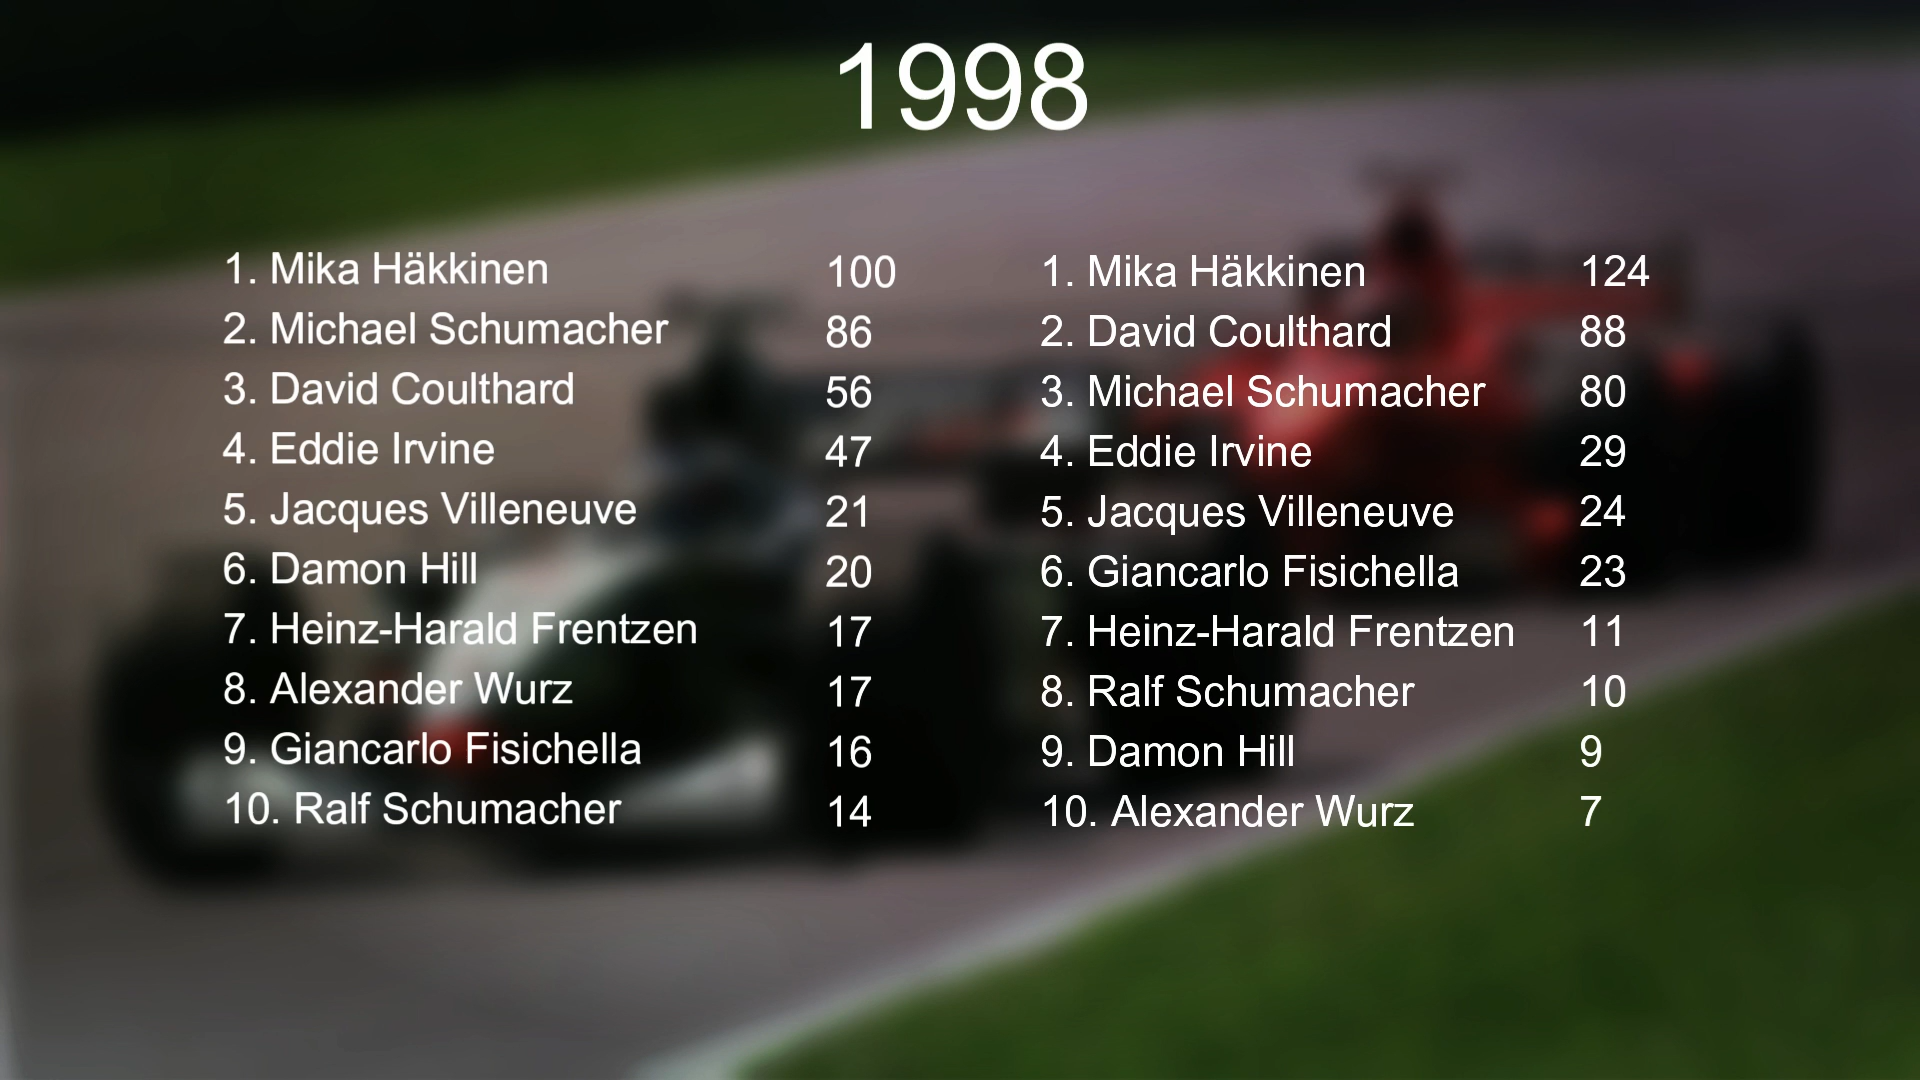 1998
1. Mika Häkkinen 100
2. Michael Schumacher 86
3. David Coulthard 56
4. Eddie Irvine 47
5. Jacques Villeneuve 21
6. Damon Hill 20
7. Heinz-Harald Frentzen 17
8. Alexander Wurz 17
9. Giancarlo Fisichella 16
10. Ralf Schumacher 14
1. Mika Häkkinen 124
2. David Coulthard 88
3. Michael Schumacher 80
4. Eddie Irvine 29
5. Jacques Villeneuve 24
6. Giancarlo Fisichella 23
7. Heinz-Harald Frentzen 11
8. Ralf Schumacher 10
9. Damon Hill 9
10. Alexander Wurz 7